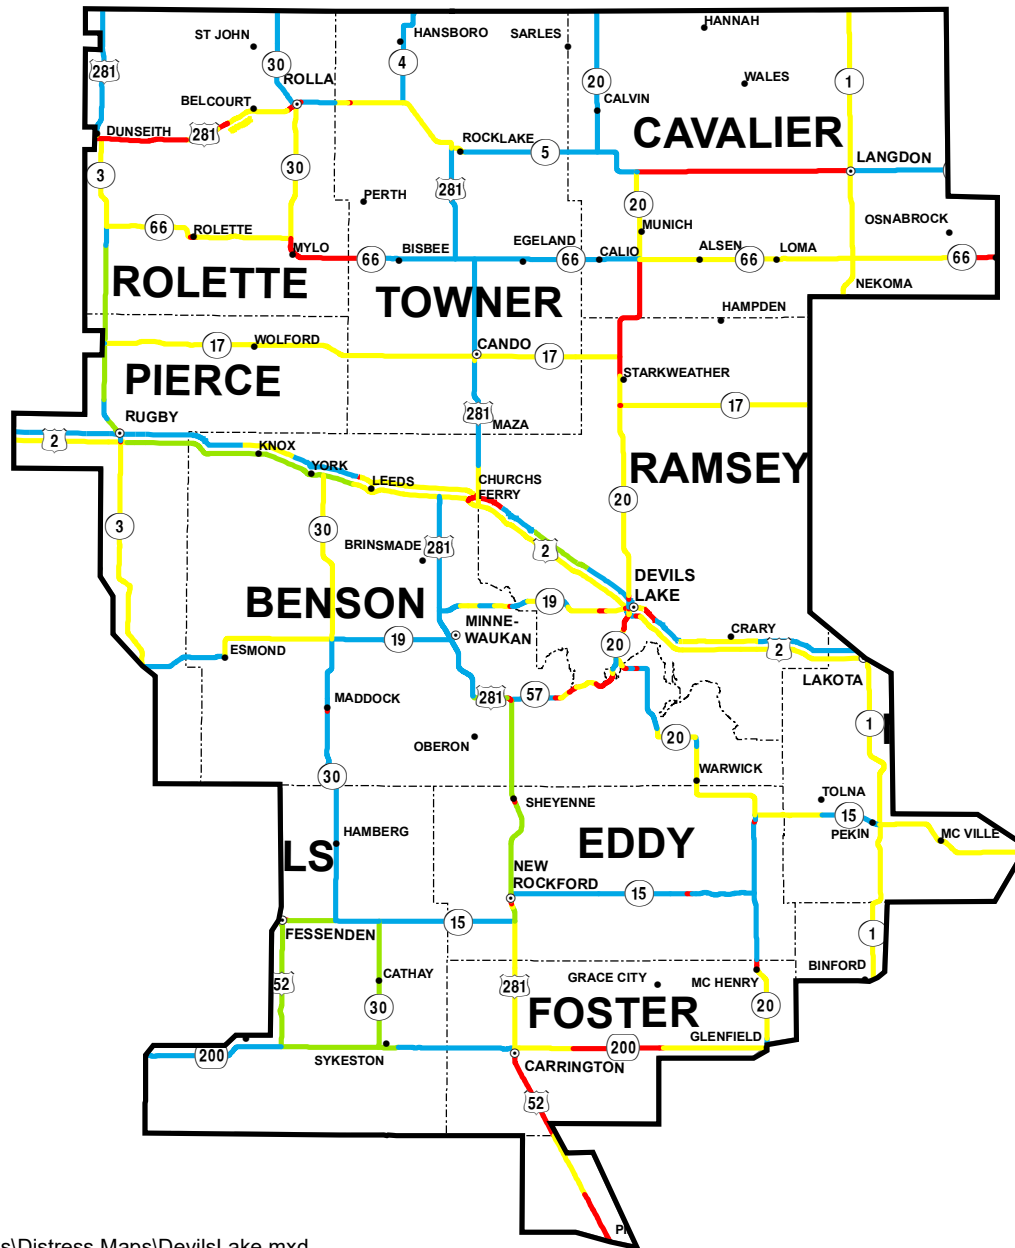 HANNAH
ST JOHN
HANSBORO
SARLES
281
30
4
20
1
ROLLA
WALES
BELCOURT
CALVIN
DUNSEITH
281
CAVALIER
ROCKLAKE
5
LANGDON
3
30
281
PERTH
20
OSNABROCK
66
ROLETTE
MUNICH
MYLO
66
BISBEE
EGELAND
66
CALIO
ALSEN
66
LOMA
66
ROLETTE
TOWNER
NEKOMA
HAMPDEN
17
WOLFORD
CANDO
17
PIERCE
STARKWEATHER
RUGBY
281
MAZA
17
2
KNOX
YORK
LEEDS
CHURCHS
FERRY
RAMSEY
20
3
30
BRINSMADE
281
2
DEVILS
LAKE
BENSON
19
MINNE-
WAUKAN
CRARY
19
20
2
ESMOND
LAKOTA
281
57
MADDOCK
1
OBERON
20
WARWICK
30
TOLNA
SHEYENNE
15
PEKIN
MC VILLE
HAMBERG
LS
EDDY
NEW
ROCKFORD
15
15
FESSENDEN
1
CATHAY
BINFORD
52
281
GRACE CITY
MC HENRY
30
FOSTER
20
GLENFIELD
200
SYKESTON
200
CARRINGTON
52
s\Distress Maps\DevilsLake.mxd